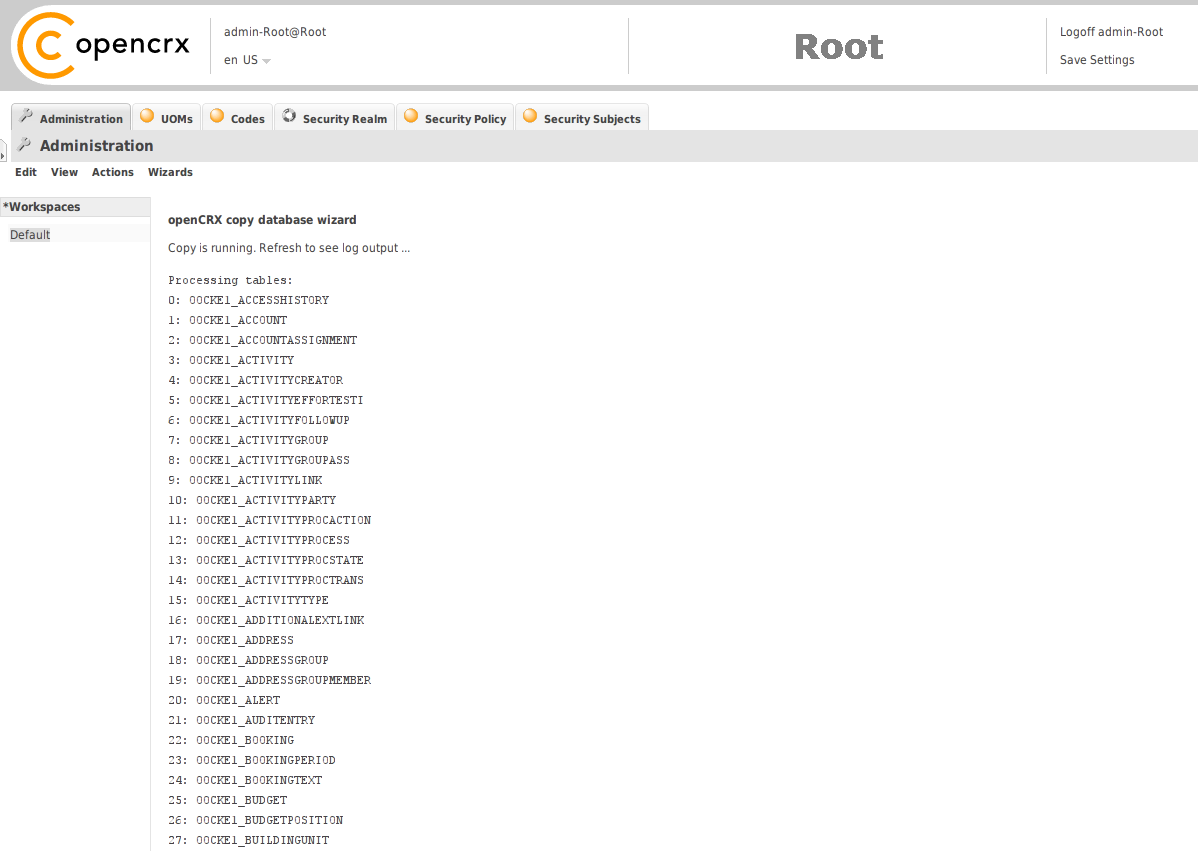 opencrx
admin-Root@Root
en US
Root
Logoff admin-Root
Save Settings
Administration
UOMs
Codes
Security Realm
Security Policy
Security Subjects
Administration
Edit View Actions Wizards
*Workspaces
Default
openCRX copy database wizard
Copy is running. Refresh to see log output ...
Processing tables:
0: OOCKE1_ACCESSHISTORY
1: OOCKE1_ACCOUNT
2: OOCKE1_ACCOUNTASSIGNMENT
3: OOCKE1_ACTIVITY
4: OOCKE1_ACTIVITYCREATOR
5: OOCKE1_ACTIVITYEFFORTESTI
6: OOCKE1_ACTIVITYFOLLOWUP
7: OOCKE1_ACTIVITYGROUP
8: OOCKE1_ACTIVITYGROUPASS
9: OOCKE1_ACTIVITYLINK
10: OOCKE1_ACTIVITYPARTY
11: OOCKE1_ACTIVITYPROCACTION
12: OOCKE1_ACTIVITYPROCESS
13: OOCKE1_ACTIVITYPROCSTATE
14: OOCKE1_ACTIVITYPROCTRANS
15: OOCKE1_ACTIVITYTYPE
16: OOCKE1_ADDITIONALEXTLINK
17: OOCKE1_ADDRESS
18: OOCKE1_ADDRESSGROUP
19: OOCKE1_ADDRESSGROUPMEMBER
20: OOCKE1_ALERT
21: OOCKE1_AUDITENTRY
22: OOCKE1_BOOKING
23: OOCKE1_BOOKINGPERIOD
24: OOCKE1_BOOKINGTEXT
25: OOCKE1_BUDGET
26: OOCKE1_BUDGETPOSITION
27: OOCKE1_BUILDINGUNIT